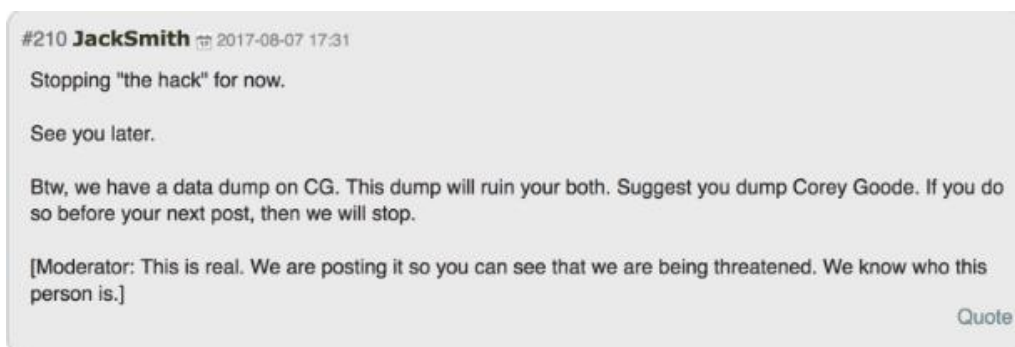 #210 JackSmith 2017-08-07 17:31
Stopping "the hack" for now.
See you later.
Btw, we have a data dump on CG. This dump will ruin your both. Suggest you dump Corey Goode. If you do
so before your next post, then we will stop.
[Moderator: This is real. We are posting it so you can see that we are being threatened. We know who this
person is.]
Quote